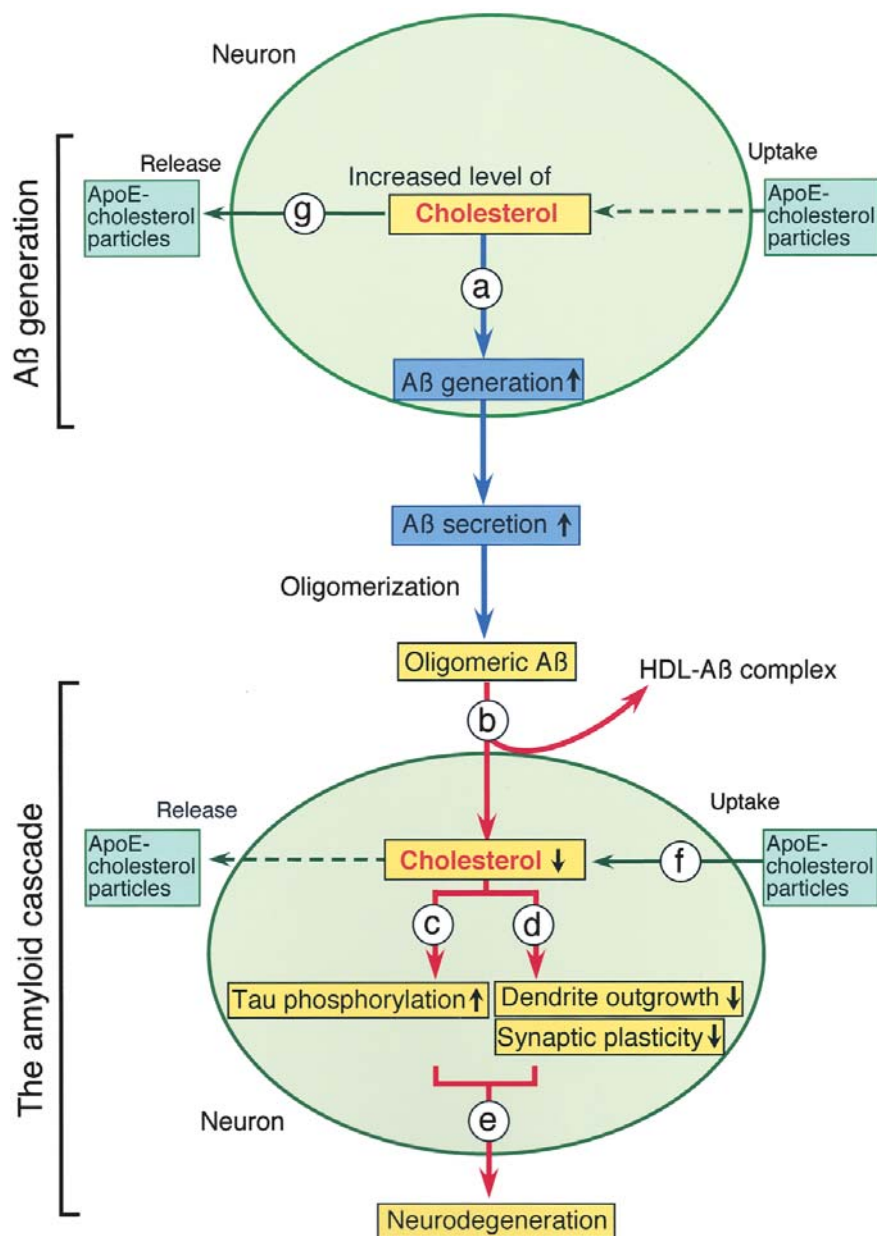 Neuron
Release
Uptake
Increased level of
ApoE-
cholesterol
particles
g
Cholesterol
ApoE-
cholesterol
particles
a
Aß generation
Aß generation ↑
Aß secretion ↑
Oligomerization
Oligomeric Aß
HDL-Aß complex
b
The amyloid cascade
Release
Uptake
ApoE-
cholesterol
particles
Cholesterol ↓
f
ApoE-
cholesterol
particles
c
d
Tau phosphorylation ↑
Dendrite outgrowth ↓
Synaptic plasticity ↓
Neuron
e
Neurodegeneration